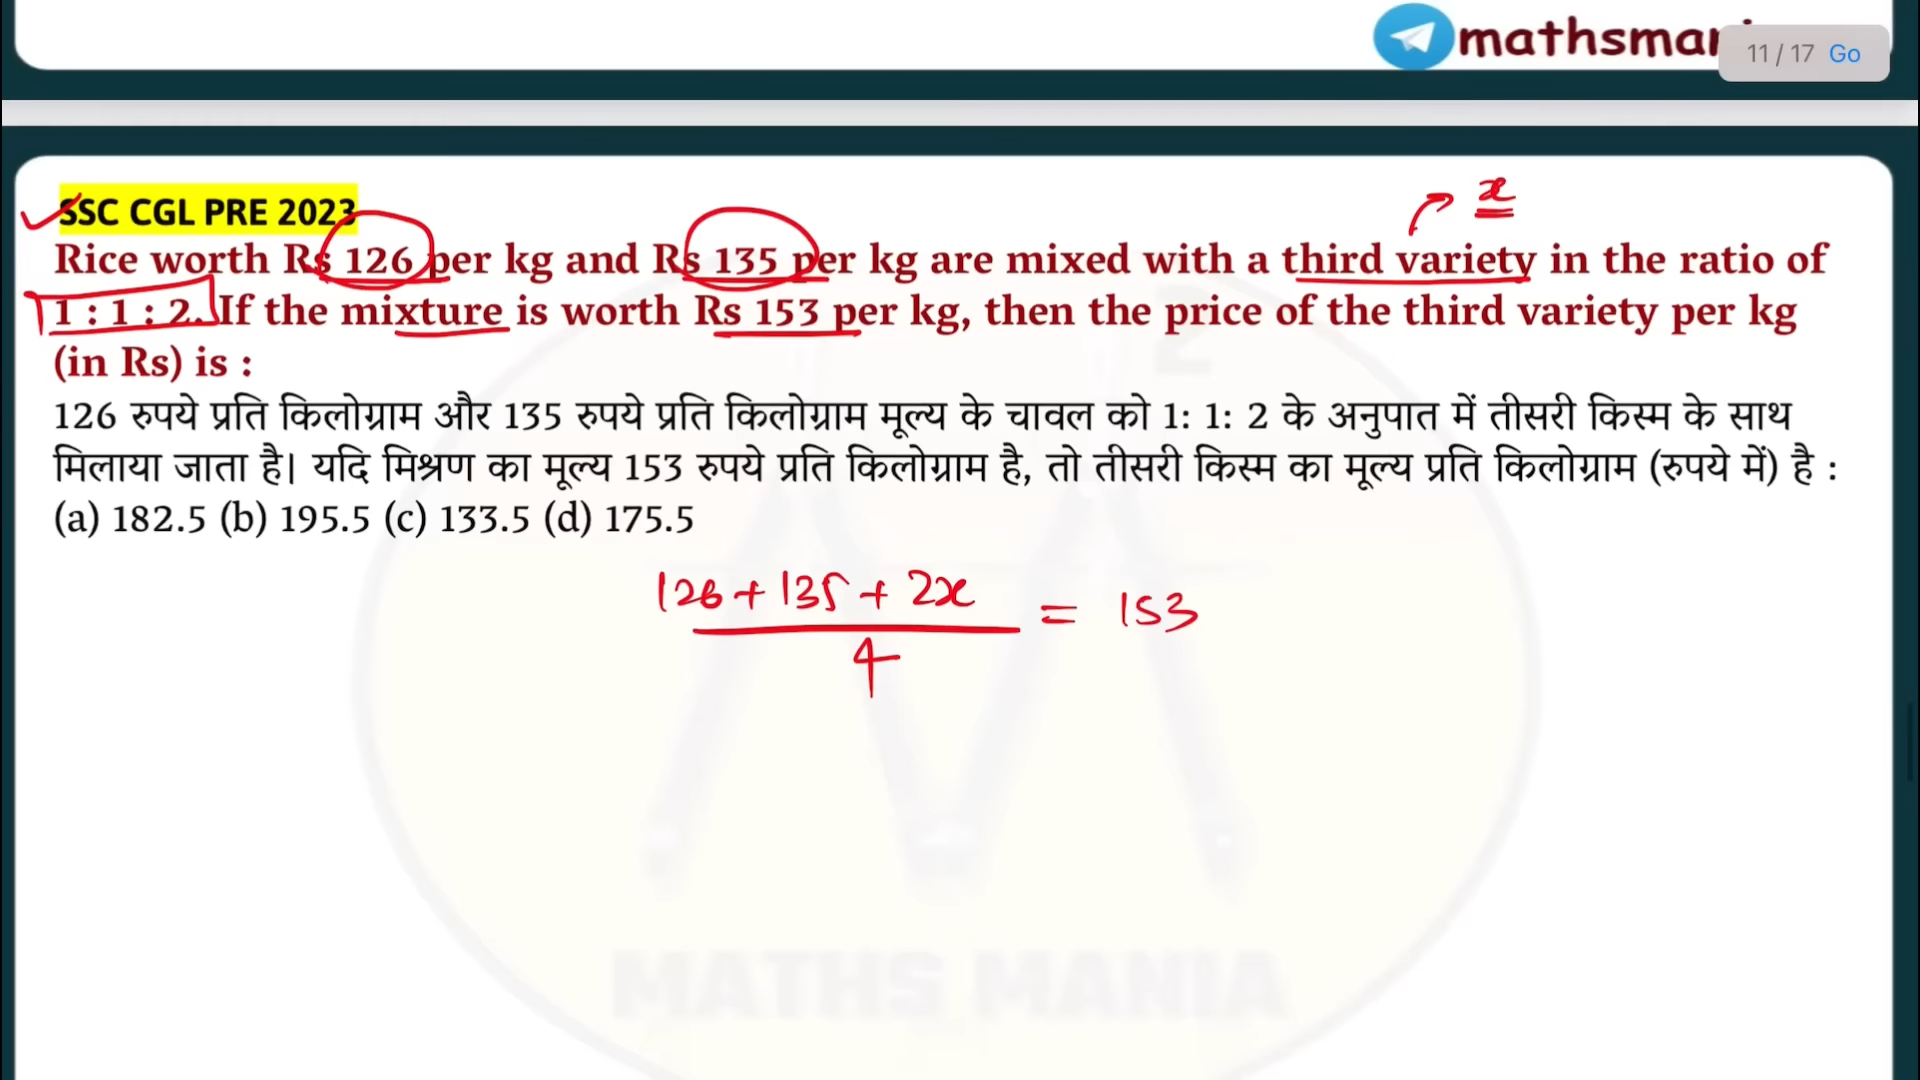 11 / 17 Go
SSC CGL PRE 2023
x
Rice worth Rs 126 per kg and Rs 135 per kg are mixed with a third variety in the ratio of
1 : 1 : 2. If the mixture is worth Rs 153 per kg, then the price of the third variety per kg
(in Rs) is :
126 रुपये प्रति किलोग्राम और 135 रुपये प्रति किलोग्राम मूल्य के चावल को 1: 1: 2 के अनुपात में तीसरी किस्म के साथ
मिलाया जाता है। यदि मिश्रण का मूल्य 153 रुपये प्रति किलोग्राम है, तो तीसरी किस्म का मूल्य प्रति किलोग्राम (रुपये में) है :
(a) 182.5 (b) 195.5 (c) 133.5 (d) 175.5
126 + 135 + 2x
= 153
4
MATHS MANIA